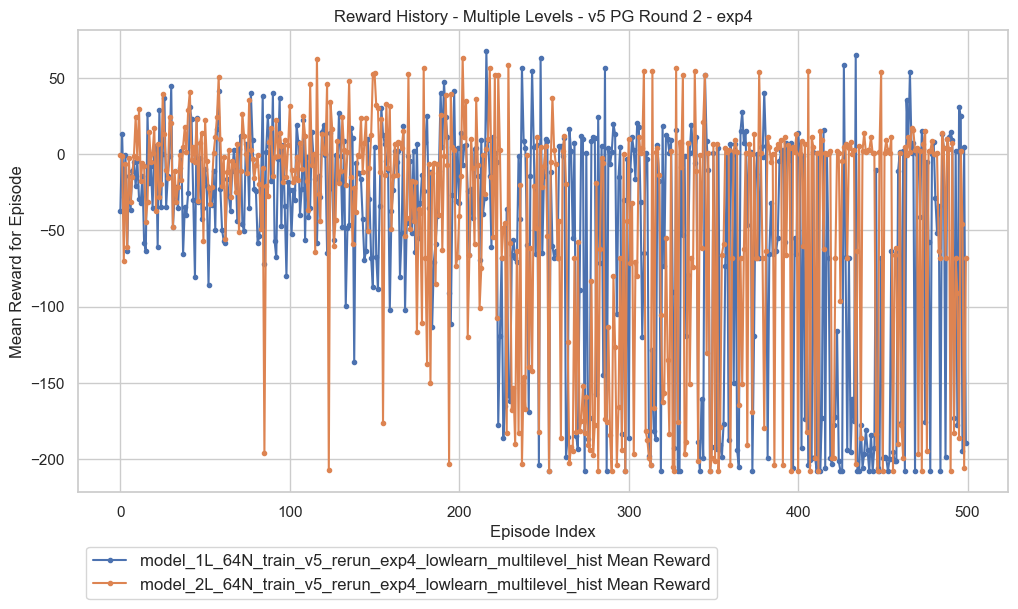 Reward History - Multiple Levels - v5 PG Round 2 - exp4
Mean Reward for Episode
50
0
−50
−100
−150
−200
0
100
200
300
400
500
Episode Index
model_1L_64N_train_v5_rerun_exp4_lowlearn_multilevel_hist Mean Reward
model_2L_64N_train_v5_rerun_exp4_lowlearn_multilevel_hist Mean Reward